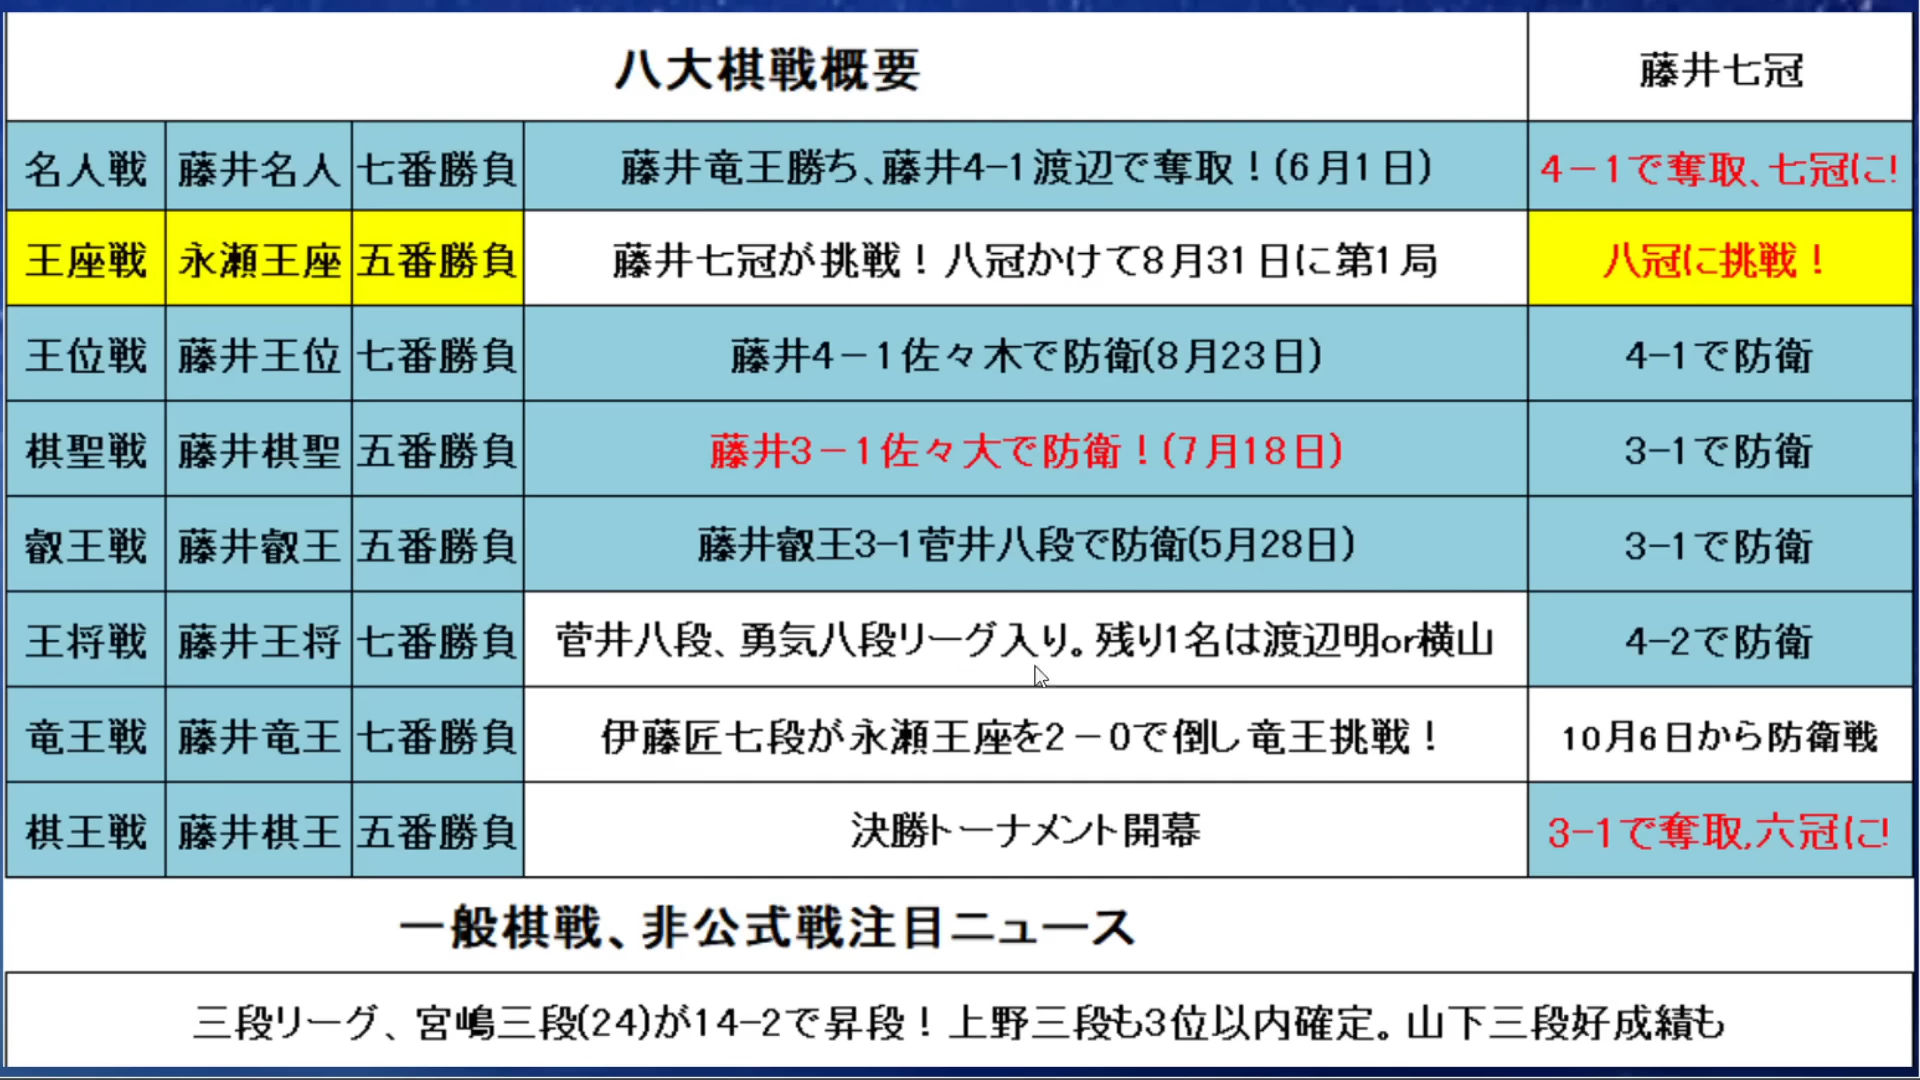 八大棋戦概要 藤井七冠
名人戦 藤井名人 七番勝負 藤井竜王勝ち、藤井4-1渡辺で奪取！(6月1日) 4－1で奪取、七冠に!
王座戦 永瀬王座 五番勝負 藤井七冠が挑戦！八冠かけて8月31日に第1局 八冠に挑戦！
王位戦 藤井王位 七番勝負 藤井4－1佐々木で防衛(8月23日) 4-1で防衛
棋聖戦 藤井棋聖 五番勝負 藤井3－1佐々大で防衛！(7月18日) 3-1で防衛
叡王戦 藤井叡王 五番勝負 藤井叡王3-1菅井八段で防衛(5月28日) 3-1で防衛
王将戦 藤井王将 七番勝負 菅井八段、勇気八段リーグ入り。残り1名は渡辺明or横山 4-2で防衛
竜王戦 藤井竜王 七番勝負 伊藤匠七段が永瀬王座を2－0で倒し竜王挑戦！ 10月6日から防衛戦
棋王戦 藤井棋王 五番勝負 決勝トーナメント開幕 3-1で奪取,六冠に!
一般棋戦、非公式戦注目ニュース
三段リーグ、宮嶋三段(24)が14-2で昇段！上野三段も3位以内確定。山下三段好成績も